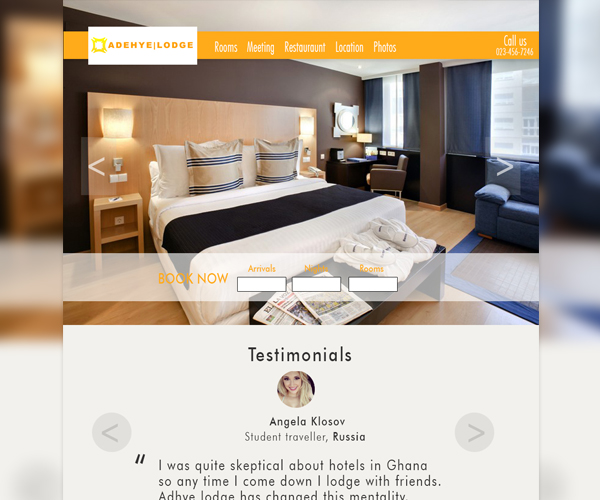 ADEHYE|LODGE
Rooms Meeting Restauraunt Location Photos
Call us
023-456-7246
< >
Arrivals Nights Rooms
BOOK NOW
Testimonials
Angela Klosov
Student traveller, Russia
< >
“ I was quite skeptical about hotels in Ghana
so any time I come down I lodge with friends.
Adhye lodge has changed this mentality.